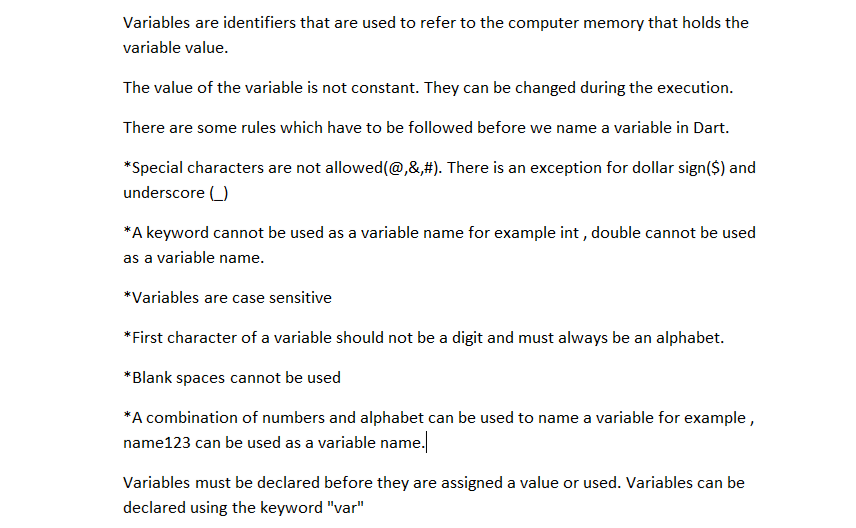 Variables are identifiers that are used to refer to the computer memory that holds the
variable value.
The value of the variable is not constant. They can be changed during the execution.
There are some rules which have to be followed before we name a variable in Dart.
*Special characters are not allowed(@,&,#). There is an exception for dollar sign($) and
underscore (_)
*A keyword cannot be used as a variable name for example int , double cannot be used
as a variable name.
*Variables are case sensitive
*First character of a variable should not be a digit and must always be an alphabet.
*Blank spaces cannot be used
*A combination of numbers and alphabet can be used to name a variable for example ,
name123 can be used as a variable name.
Variables must be declared before they are assigned a value or used. Variables can be
declared using the keyword "var"